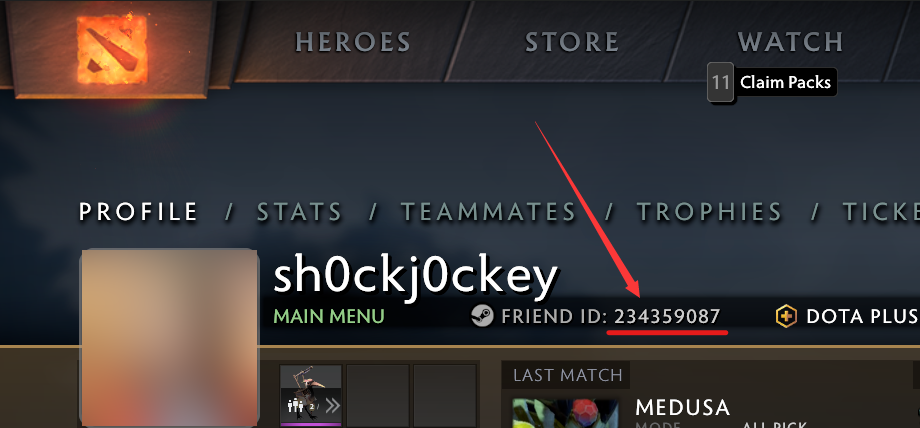 HEROES STORE WATCH
11 Claim Packs
PROFILE / STATS / TEAMMATES / TROPHIES /
sh0ckj0ckey
MAIN MENU FRIEND ID: 234359087 DOTA PLUS
LAST MATCH
2 /
MEDUSA
MODE ALL PICK